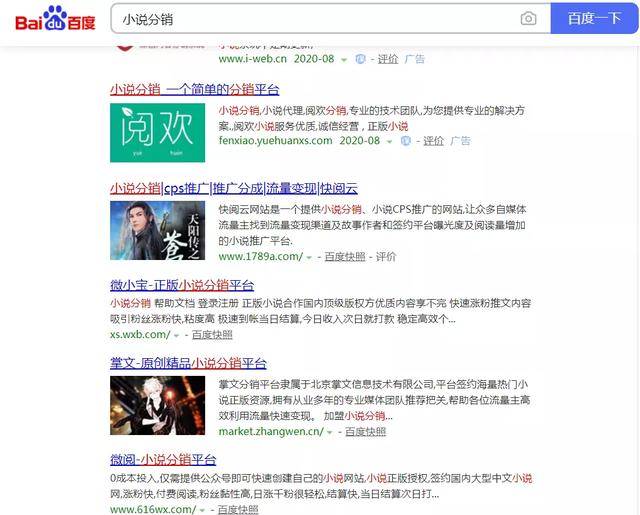 Bai du 百度
小说分销
百度一下
www.i-web.cn 2020-08 - 评价 广告
小说分销_一个简单的分销平台
阅欢
yue huan
小说分销,小说代理,阅欢分销,专业的技术团队,为您提供专业的解决方
案.,阅欢小说服务优质,诚信经营，正版小说
fenxiao.yuehuanxs.com 2020-08 - 评价 广告
小说分销|cps推广|推广分成|流量变现|快阅云
天阳传之
苍
快阅云网站是一个提供小说分销、小说CPS推广的网站,让众多自媒体
流量主找到流量变现渠道及故事作者和签约平台曝光度及阅读量增加
的小说推广平台.
www.1789a.com/ - 百度快照 - 评价
微小宝-正版小说分销平台
小说分销 帮助文档 登录注册 正版小说合作国内顶级版权方优质内容享不完 快速涨粉推文内容
吸引粉丝涨粉快,粘度高 极速到帐当日结算,今日收入次日就打款 稳定高效个...
xs.wxb.com/ - 百度快照
掌文-原创精品小说分销平台
掌文分销平台隶属于北京掌文信息技术有限公司,平台签约海量热门小
说正版资源,拥有从业多年的专业媒体团队推荐把关,帮助各位流量主高
效利用流量快速变现。 加盟小说分销...
market.zhangwen.cn/ - 百度快照
微阅-小说分销平台
0成本投入,仅需提供公众号即可快速创建自己的小说网站,小说正版授权,签约国内大型中文小说
网,涨粉快,付费阅读,粉丝黏性高,日涨千粉很轻松,结算快,当日结算次日打...
www.616wx.com/ - 百度快照